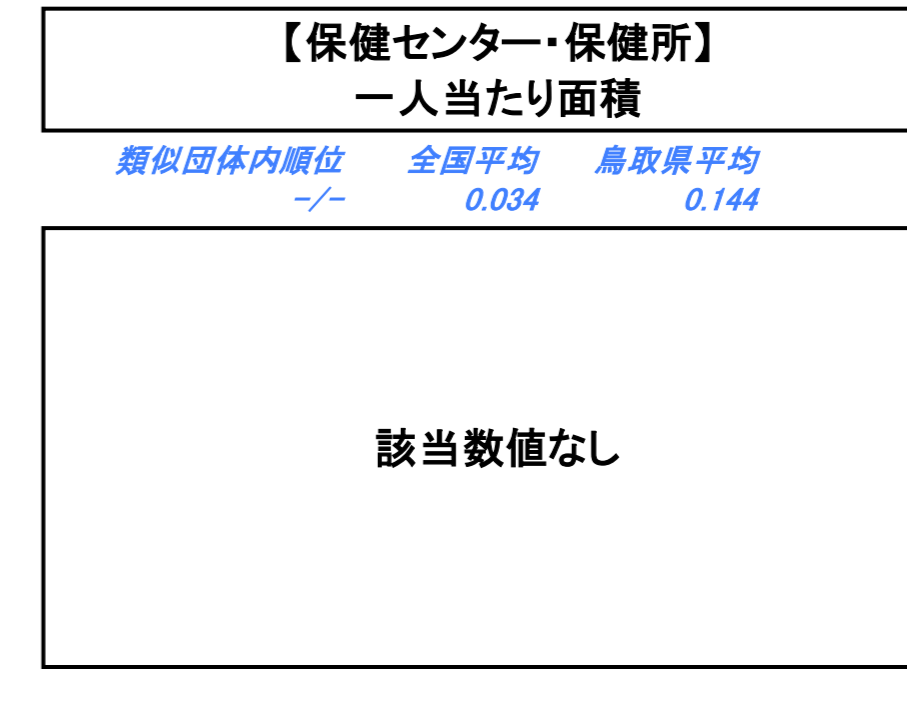 【保健センター・保健所】
一人当たり面積
類似団体内順位 全国平均 鳥取県平均
-/- 0.034 0.144
該当数値なし